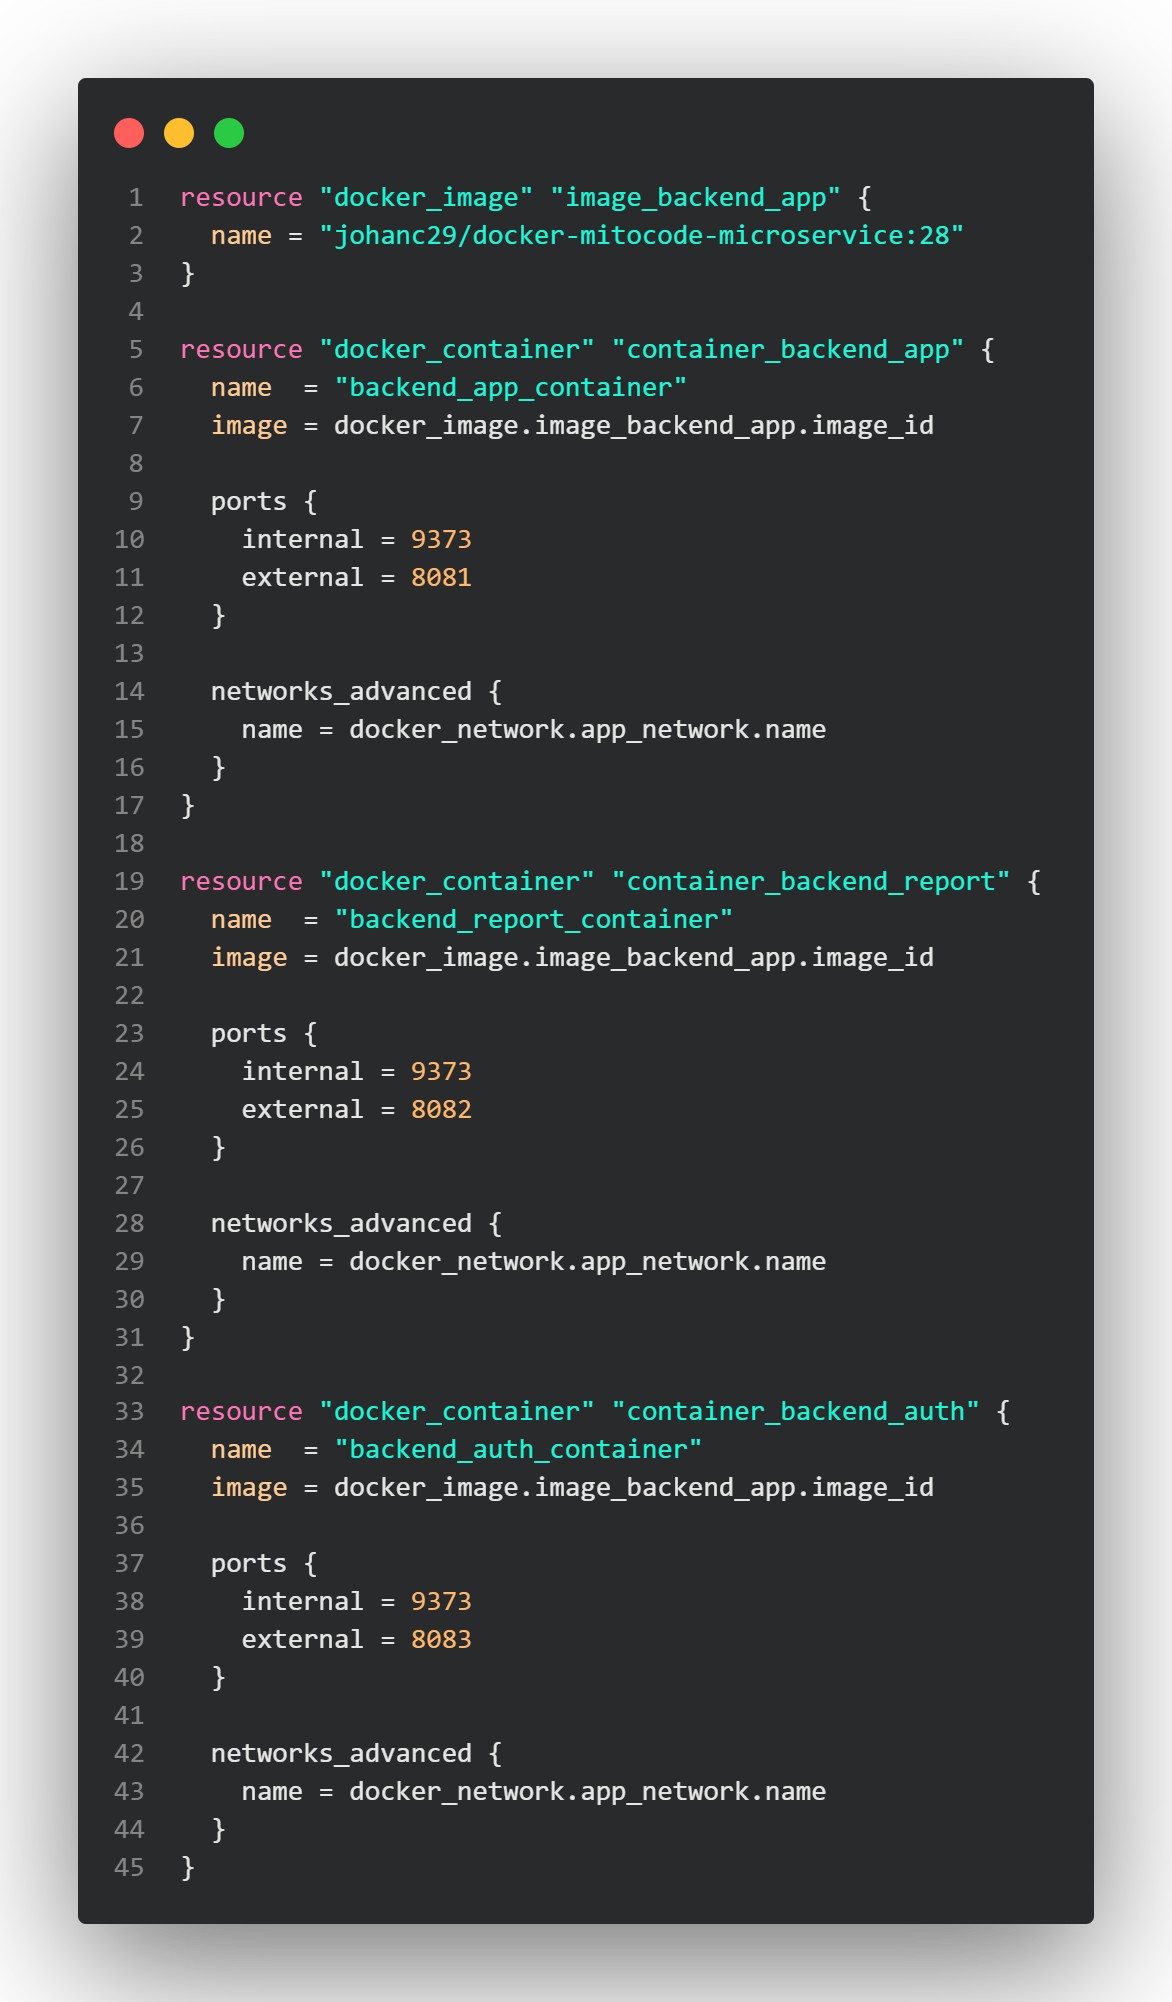 1 resource "docker_image" "image_backend_app" {
2   name = "johanc29/docker-mitocode-microservice:28"
3 }
4
5 resource "docker_container" "container_backend_app" {
6   name  = "backend_app_container"
7   image = docker_image.image_backend_app.image_id
8
9   ports {
10     internal = 9373
11     external = 8081
12   }
13
14   networks_advanced {
15     name = docker_network.app_network.name
16   }
17 }
18
19 resource "docker_container" "container_backend_report" {
20   name  = "backend_report_container"
21   image = docker_image.image_backend_app.image_id
22
23   ports {
24     internal = 9373
25     external = 8082
26   }
27
28   networks_advanced {
29     name = docker_network.app_network.name
30   }
31 }
32
33 resource "docker_container" "container_backend_auth" {
34   name  = "backend_auth_container"
35   image = docker_image.image_backend_app.image_id
36
37   ports {
38     internal = 9373
39     external = 8083
40   }
41
42   networks_advanced {
43     name = docker_network.app_network.name
44   }
45 }